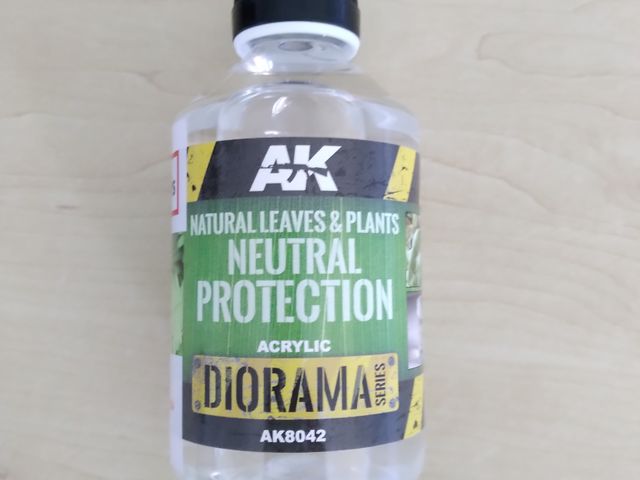 AK
NATURAL LEAVES & PLANTS
NEUTRAL
PROTECTION
ACRYLIC
DIORAMA SERIES
AK8042